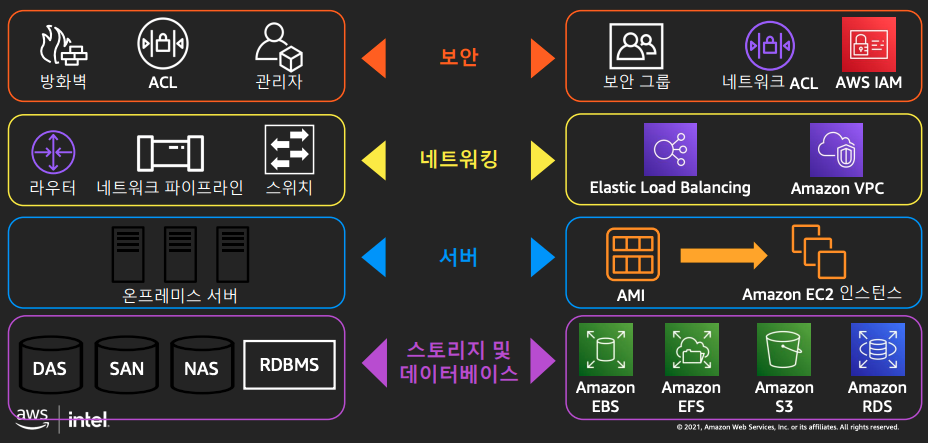 방화벽
ACL
관리자
보안
보안 그룹
네트워크 ACL
AWS IAM
라우터
네트워크 파이프라인
스위치
네트워킹
Elastic Load Balancing
Amazon VPC
온프레미스 서버
서버
AMI
Amazon EC2 인스턴스
DAS
SAN
NAS
RDBMS
스토리지 및
데이터베이스
Amazon
EBS
Amazon
EFS
Amazon
S3
Amazon
RDS
aws
intel.
© 2021, Amazon Web Services, Inc. or its affiliates. All rights reserved.